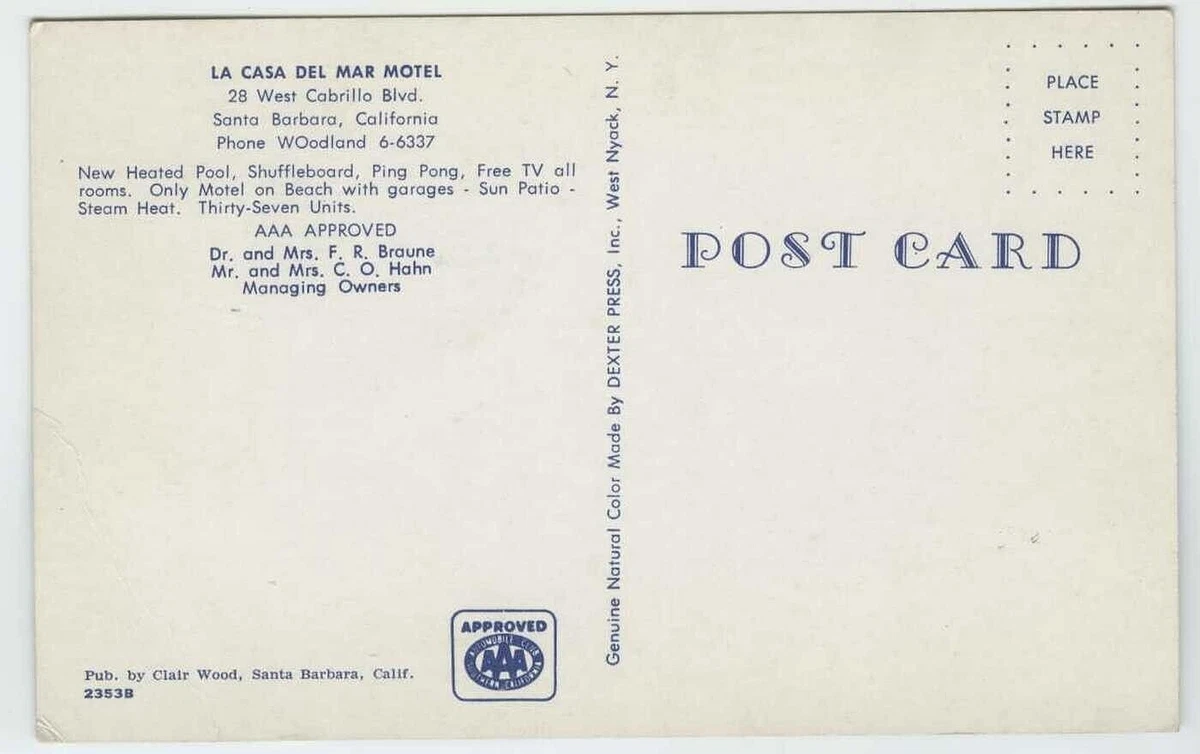 LA CASA DEL MAR MOTEL
28 West Cabrillo Blvd.
Santa Barbara, California
Phone WOodland 6-6337
New Heated Pool, Shuffleboard, Ping Pong, Free TV all
rooms. Only Motel on Beach with garages - Sun Patio -
Steam Heat. Thirty-Seven Units.
AAA APPROVED
Dr. and Mrs. F. R. Braune
Mr. and Mrs. C. O. Hahn
Managing Owners
APPROVED
AUTOMOBILE CLUB
AAA
CALIFORNIA
Pub. by Clair Wood, Santa Barbara, Calif.
2353B
Genuine Natural Color Made By DEXTER PRESS, Inc., West Nyack, N. Y.
PLACE
STAMP
HERE
POST CARD